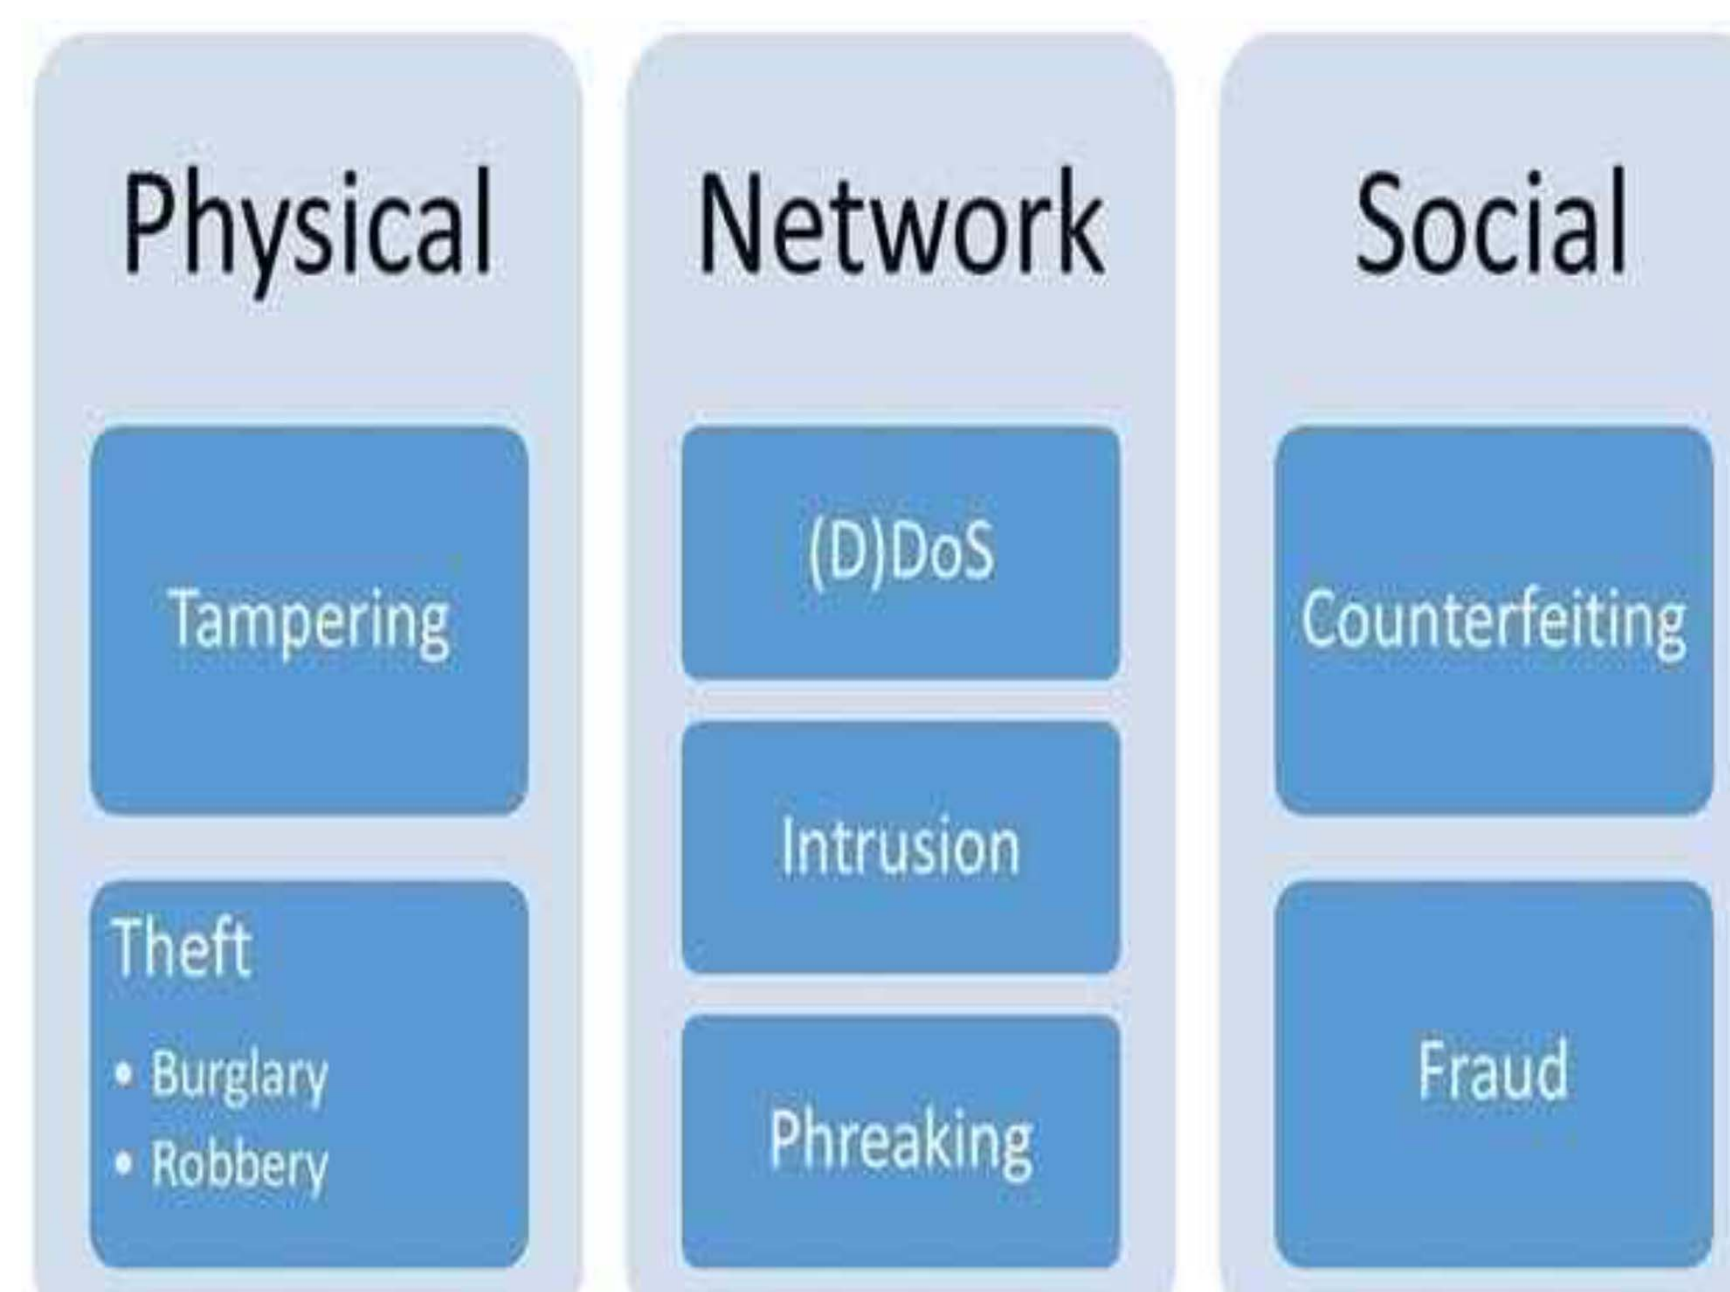 Physical
Tampering
Theft
• Burglary
• Robbery
Network
(D)DoS
Intrusion
Phreaking
Social
Counterfeiting
Fraud